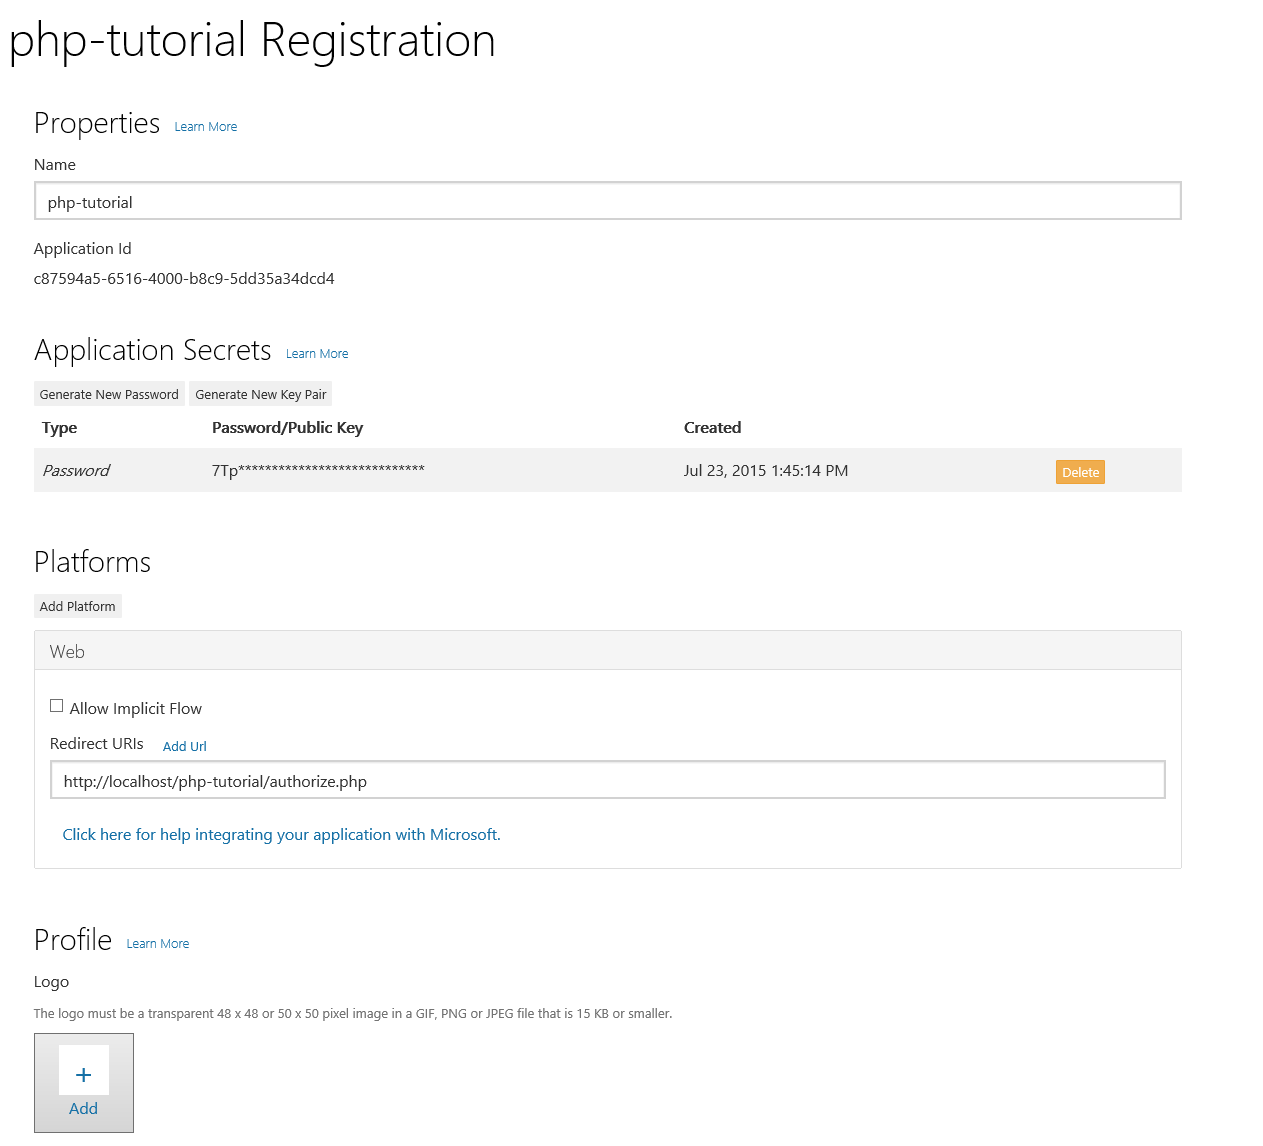 php-tutorial Registration
Properties Learn More
Name
php-tutorial
Application Id
c87594a5-6516-4000-b8c9-5dd35a34dcd4
Application Secrets Learn More
Generate New Password Generate New Key Pair
Type Password/Public Key Created
Password 7Tp**************************** Jul 23, 2015 1:45:14 PM Delete
Platforms
Add Platform
Web
Allow Implicit Flow
Redirect URIs Add Url
http://localhost/php-tutorial/authorize.php
Click here for help integrating your application with Microsoft.
Profile Learn More
Logo
The logo must be a transparent 48 x 48 or 50 x 50 pixel image in a GIF, PNG or JPEG file that is 15 KB or smaller.
+
Add